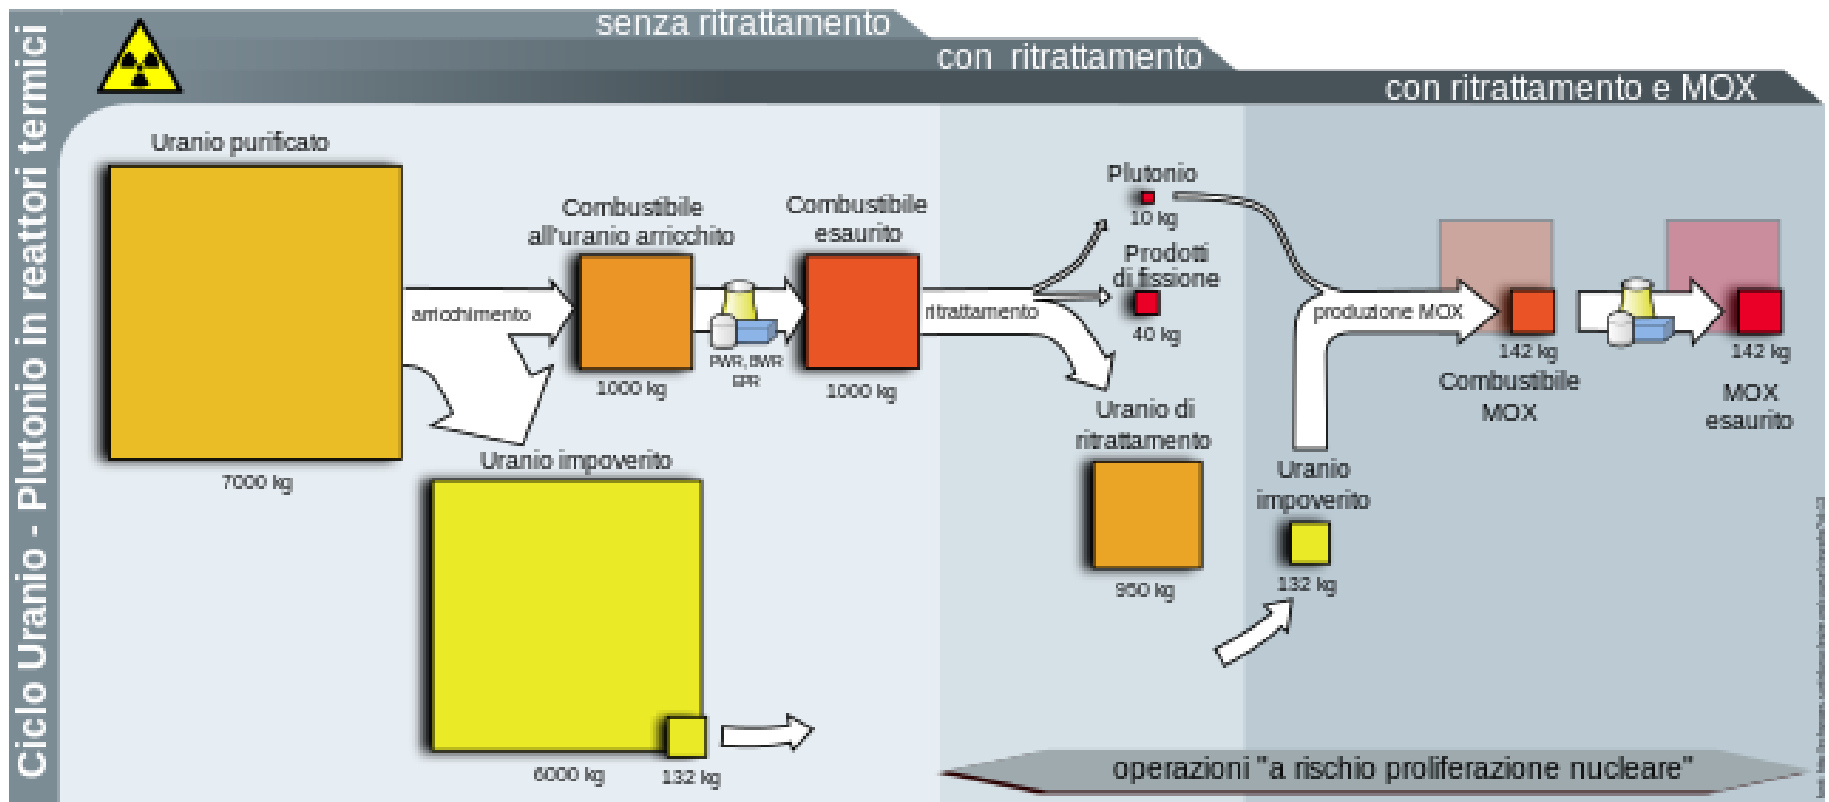 Ciclo Uranio - Plutonio in reattori termici
senza ritrattamento
con ritrattamento
con ritrattamento e MOX
Uranio purificato
7000 kg
arricchimento
Combustibile
all'uranio arricchito
1000 kg
PWR, BWR
EPR
Combustibile
esaurito
1000 kg
Uranio impoverito
6000 kg
132 kg
ritrattamento
Plutonio
10 kg
Prodotti
di fissione
40 kg
Uranio di
ritrattamento
950 kg
Uranio
impoverito
132 kg
produzione MOX
142 kg
Combustibile
MOX
142 kg
MOX
esaurito
operazioni "a rischio proliferazione nucleare"